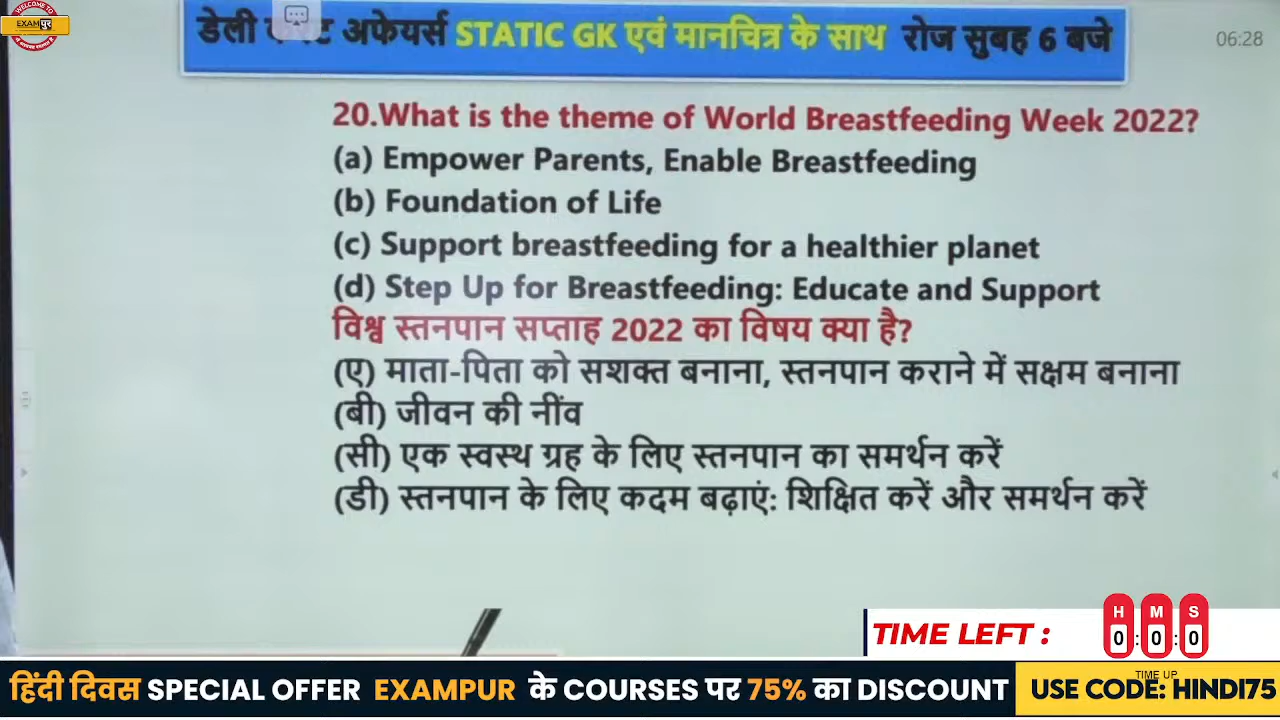 WELCOME TO
EXAMपुर
डेली अफेयर्स STATIC GK एवं मानचित्र के साथ रोज सुबह 6 बजे
06:28
20.What is the theme of World Breastfeeding Week 2022?
(a) Empower Parents, Enable Breastfeeding
(b) Foundation of Life
(c) Support breastfeeding for a healthier planet
(d) Step Up for Breastfeeding: Educate and Support
विश्व स्तनपान सप्ताह 2022 का विषय क्या है?
(ए) माता-पिता को सशक्त बनाना, स्तनपान कराने में सक्षम बनाना
(बी) जीवन की नींव
(सी) एक स्वस्थ ग्रह के लिए स्तनपान का समर्थन करें
(डी) स्तनपान के लिए कदम बढ़ाएं: शिक्षित करें और समर्थन करें
TIME LEFT :
H M S
0:0:0
TIME UP
हिंदी दिवस SPECIAL OFFER EXAMPUR के COURSES पर 75% का DISCOUNT
USE CODE: HINDI75